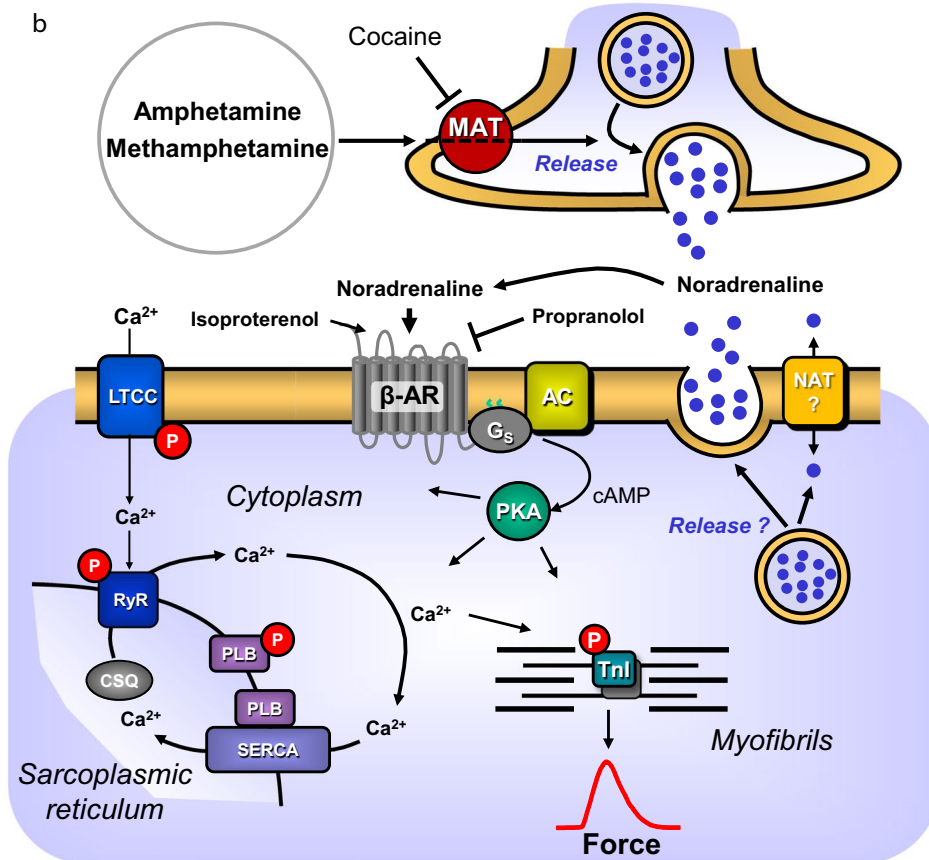 b
Cocaine
Amphetamine
Methamphetamine
MAT
Release
Noradrenaline
Noradrenaline
Ca²⁺
Isoproterenol
Propranolol
LTCC
β-AR
AC
NAT
?
Gₛ
P
Cytoplasm
cAMP
PKA
Ca²⁺
Release ?
P
Ca²⁺
RyR
Ca²⁺
P
P
PLB
TnI
CSQ
PLB
Ca²⁺
Ca²⁺
SERCA
Myofibrils
Sarcoplasmic
reticulum
Force